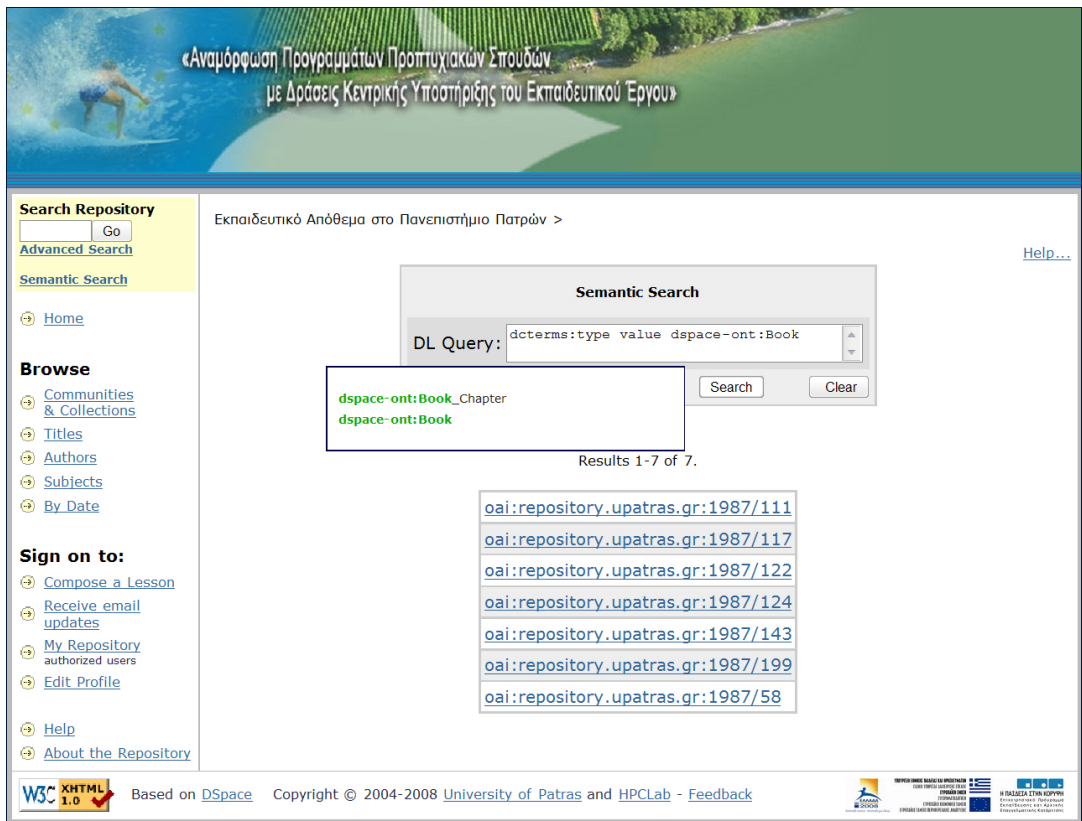 «Αναμόρφωση Προγραμμάτων Προπτυχιακών Σπουδών
με Δράσεις Κεντρικής Υποστήριξης του Εκπαιδευτικού Έργου»
Search Repository
Go
Advanced Search
Semantic Search
Home
Browse
Communities
& Collections
Titles
Authors
Subjects
By Date
Sign on to:
Compose a Lesson
Receive email
updates
My Repository
authorized users
Edit Profile
Help
About the Repository
Εκπαιδευτικό Απόθεμα στο Πανεπιστήμιο Πατρών >
Help...
Semantic Search
DL Query: dcterms:type value dspace-ont:Book
Search Clear
dspace-ont:Book_Chapter
dspace-ont:Book
Results 1-7 of 7.
oai:repository.upatras.gr:1987/111
oai:repository.upatras.gr:1987/117
oai:repository.upatras.gr:1987/122
oai:repository.upatras.gr:1987/124
oai:repository.upatras.gr:1987/143
oai:repository.upatras.gr:1987/199
oai:repository.upatras.gr:1987/58
W3C XHTML 1.0
Based on DSpace Copyright © 2004-2008 University of Patras and HPCLab - Feedback
Η ΠΑΙΔΕΙΑ ΣΤΗΝ ΚΟΡΥΦΗ